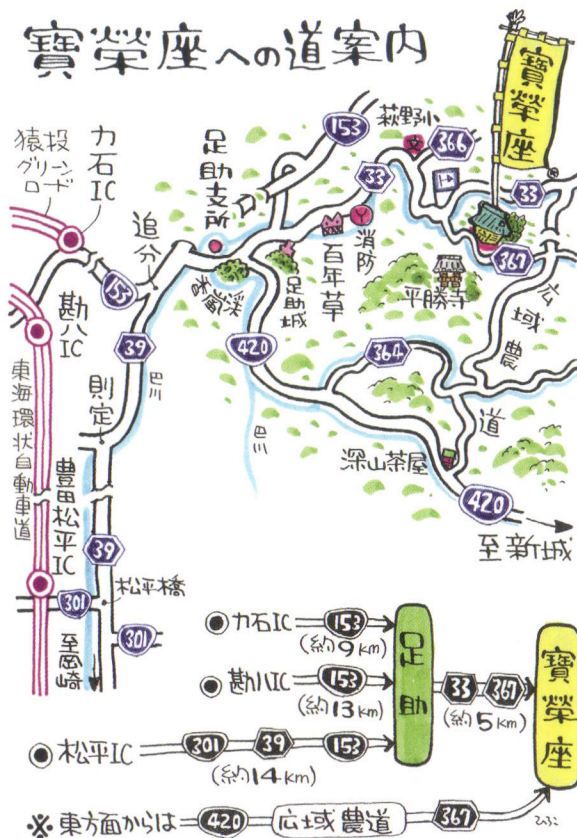 寶榮座への道案内
寶榮座
萩野小
153
366
文
33
33
367
猿投グリーンロード
力石IC
足助支所
追分
消防
百年草
足助城
香嵐渓
平勝寺
広域農道
153
勘八IC
39
420
364
巴川
巴川
則定
東海環状自動車道
深山茶屋
420
至新城
豊田松平IC
39
松平橋
301
301
至岡崎
力石IC 153 (約9km)
勘八IC 153 (約13km)
足助
33 367 (約5km)
寶榮座
松平IC 301 39 153
(約14km)
※東方面からは 420 広域農道 367
ひろこ